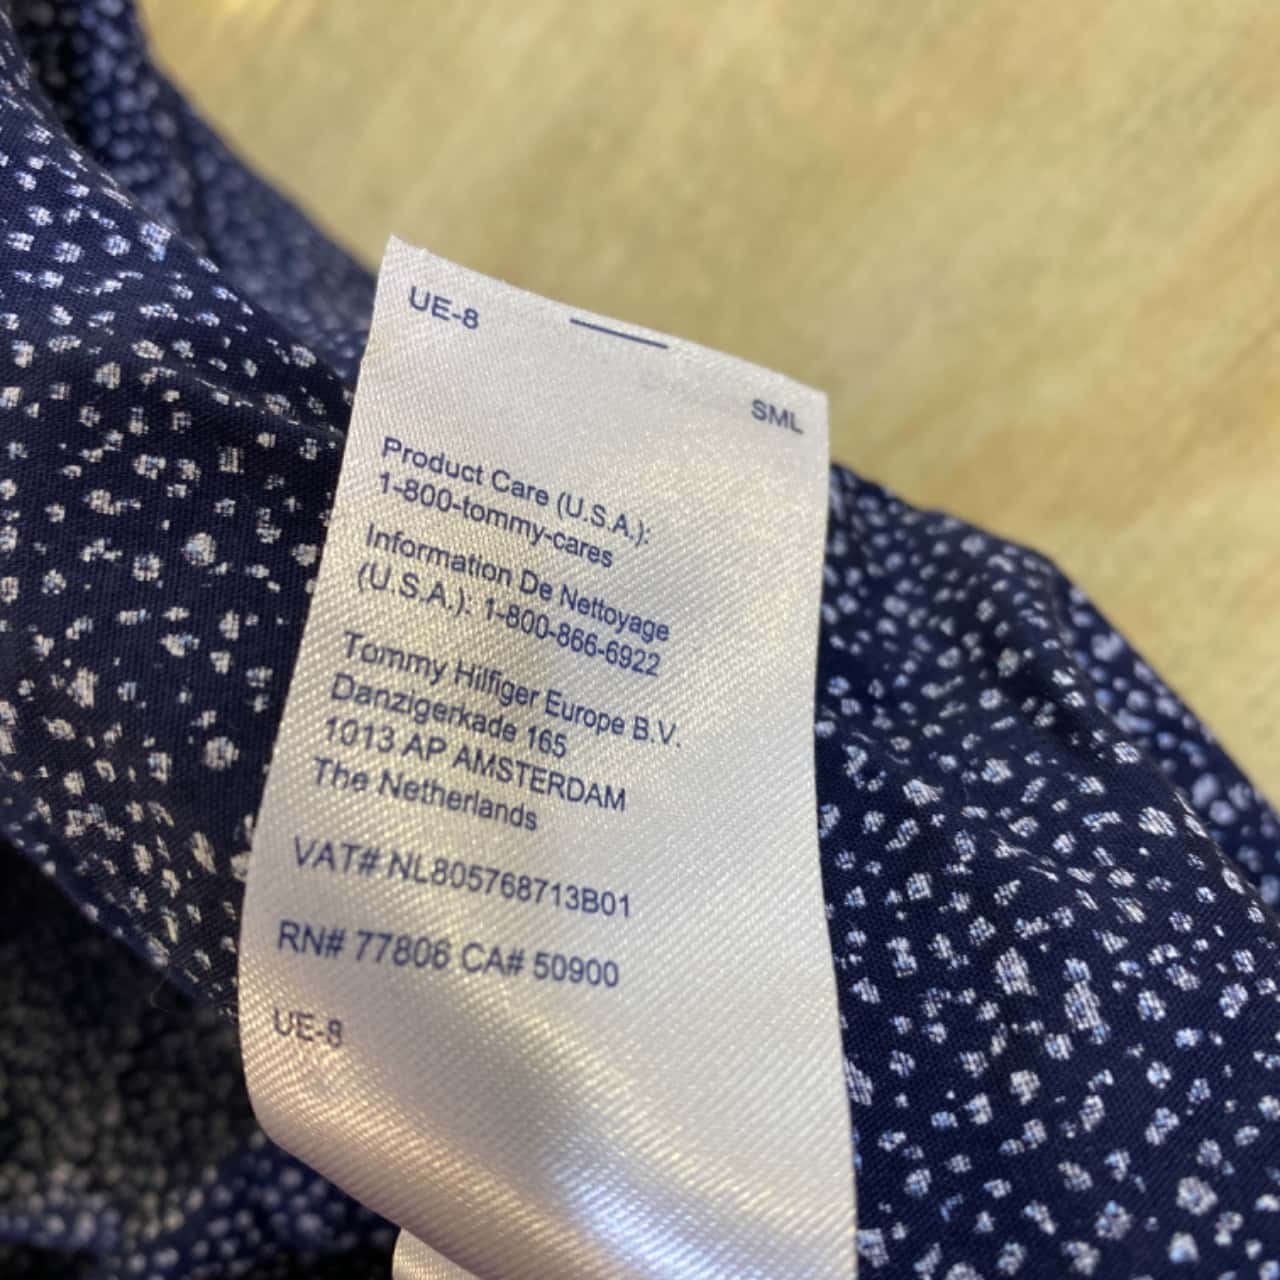 UE-8
SML
Product Care (U.S.A.):
1-800-tommy-cares
Information De Nettoyage
(U.S.A.): 1-800-866-6922
Tommy Hilfiger Europe B.V.
Danzigerkade 165
1013 AP AMSTERDAM
The Netherlands
VAT# NL805768713B01
RN# 77806 CA# 50900
UE-8